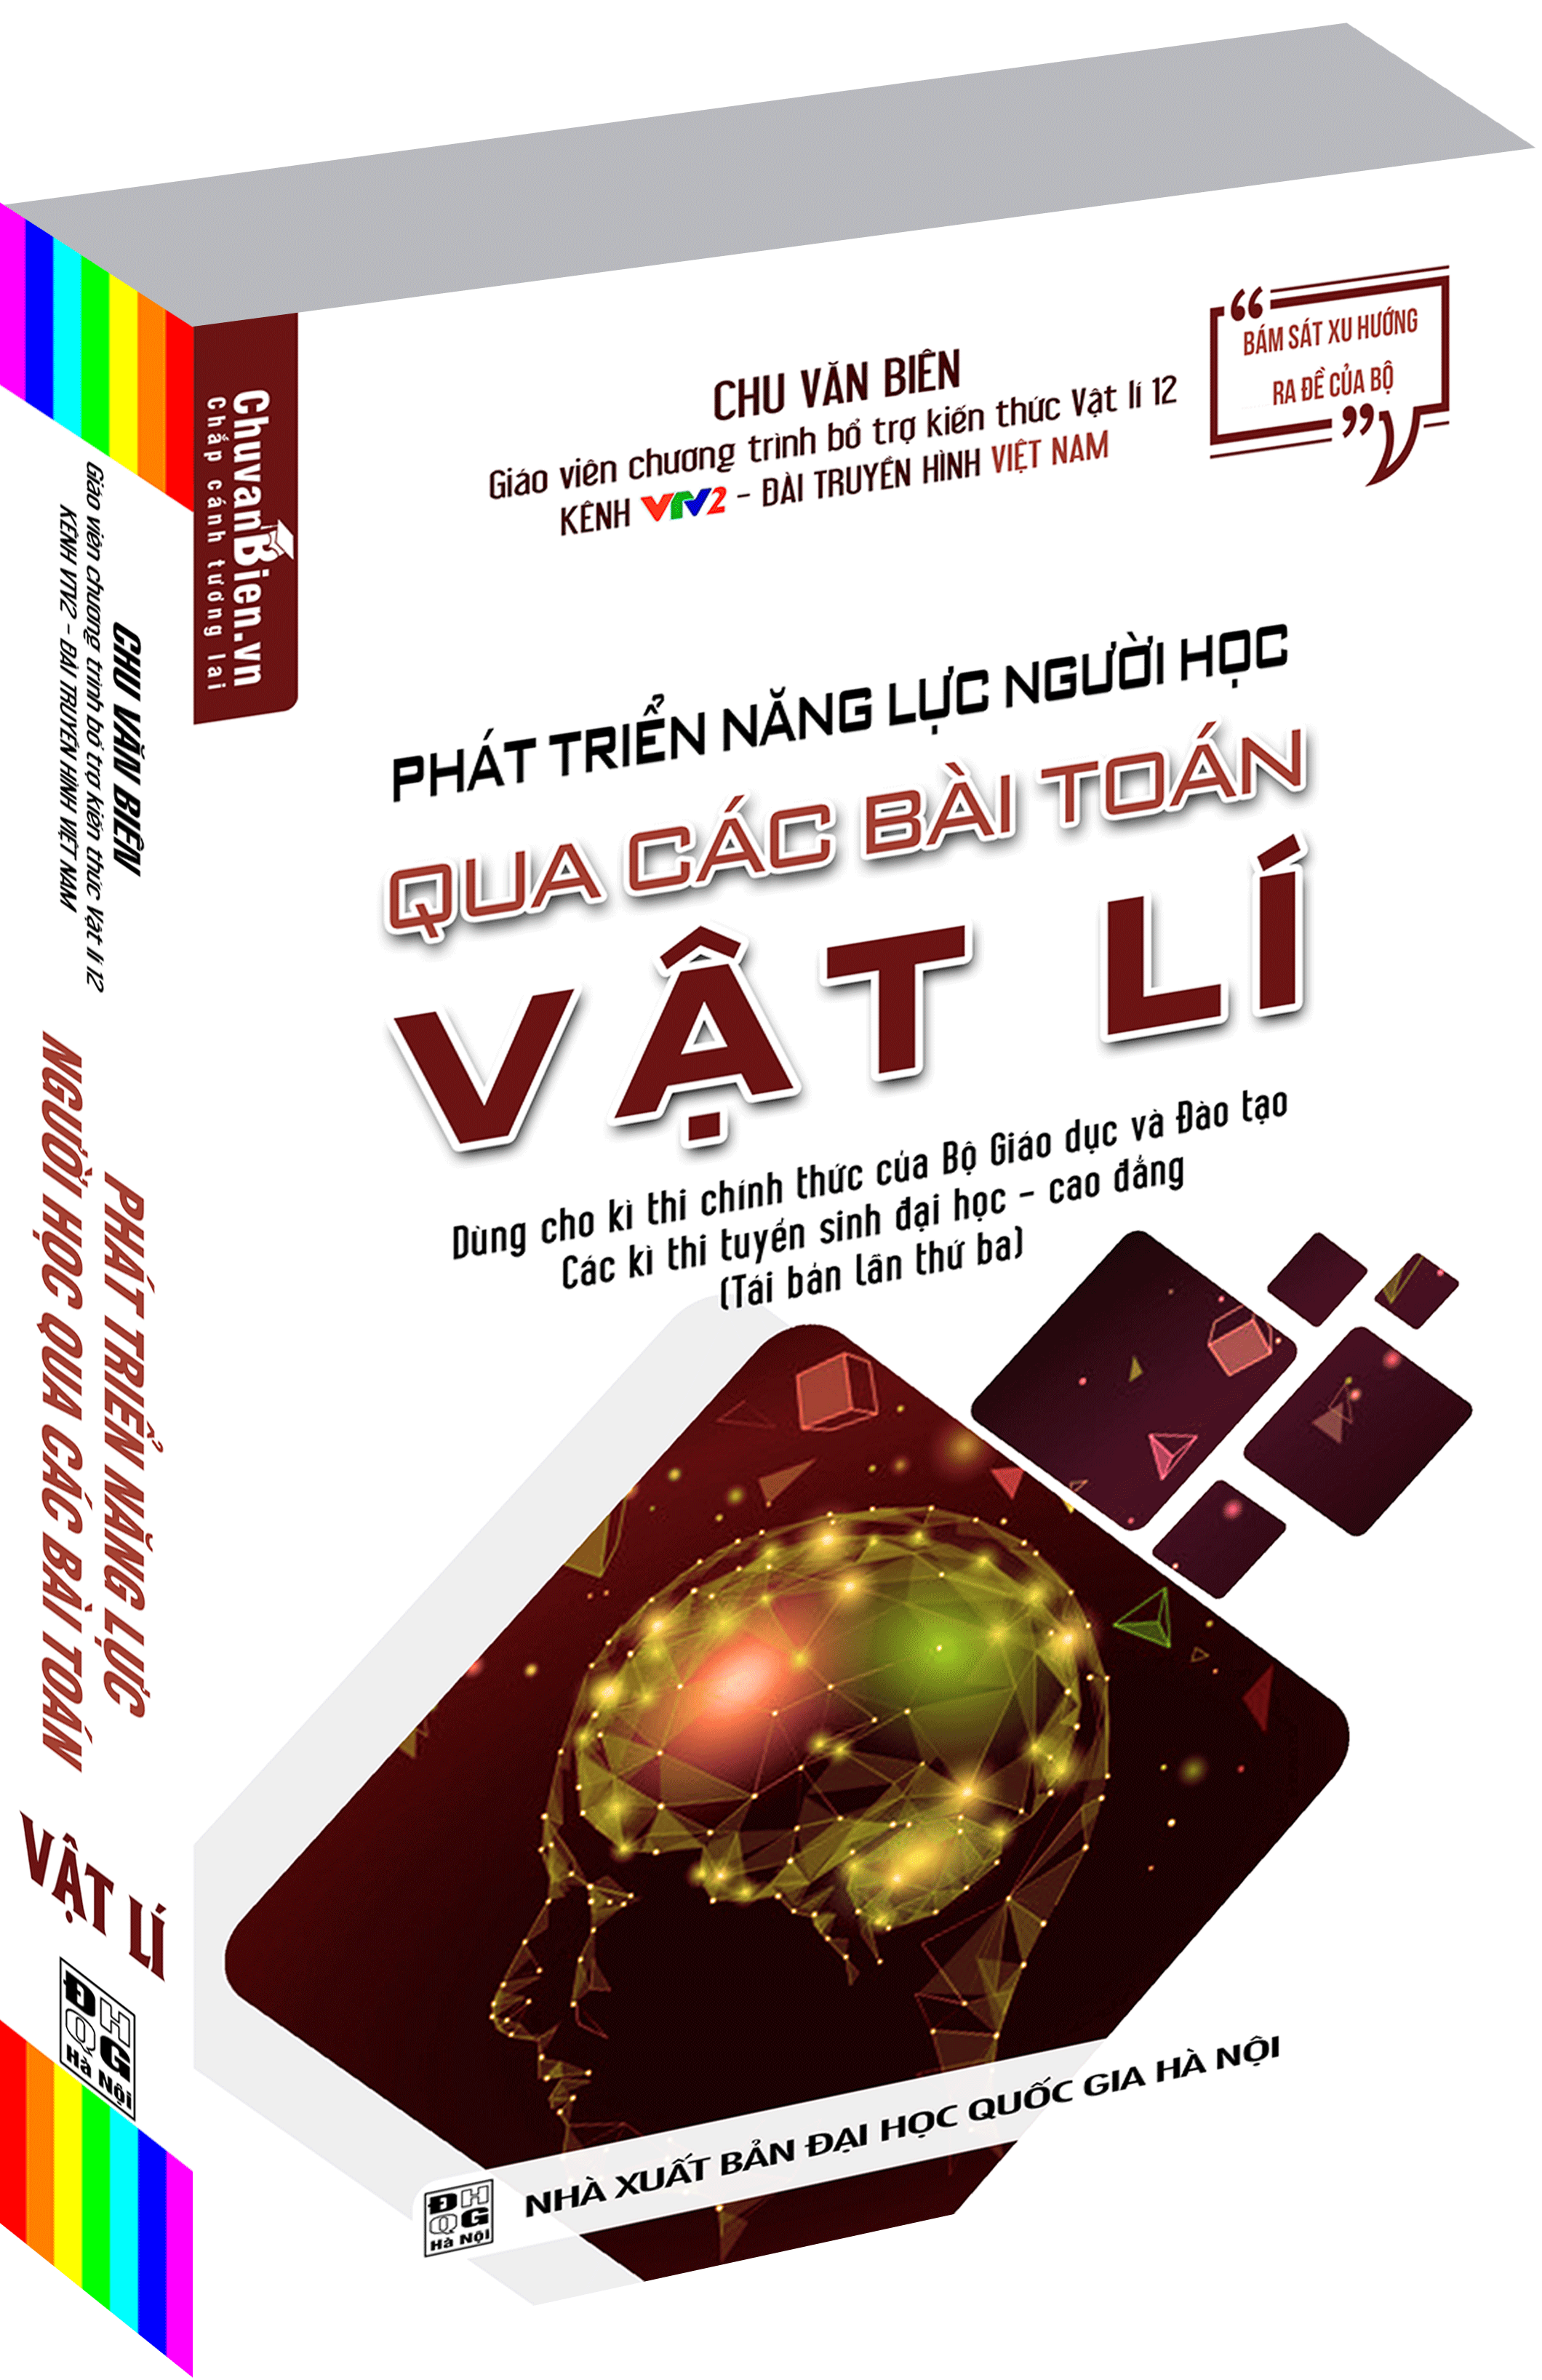 CHU VĂN BIÊN
Giáo viên chương trình bổ trợ kiến thức Vật lí 12
KÊNH VTV2 – ĐÀI TRUYỀN HÌNH VIỆT NAM
“BÁM SÁT XU HƯỚNG
RA ĐỀ CỦA BỘ”
ChuvanBien.vn
Chắp cánh tương lai
PHÁT TRIỂN NĂNG LỰC NGƯỜI HỌC
QUA CÁC BÀI TOÁN
VẬT LÍ
Dùng cho kì thi chính thức của Bộ Giáo dục và Đào tạo
Các kì thi tuyển sinh đại học – cao đẳng
(Tái bản lần thứ ba)
ĐH
QG
Hà Nội
NHÀ XUẤT BẢN ĐẠI HỌC QUỐC GIA HÀ NỘI
CHU VĂN BIÊN
Giáo viên chương trình bổ trợ kiến thức Vật lí 12
KÊNH VTV2 – ĐÀI TRUYỀN HÌNH VIỆT NAM
PHÁT TRIỂN NĂNG LỰC
NGƯỜI HỌC QUA CÁC BÀI TOÁN
VẬT LÍ
ĐH
QG
Hà Nội